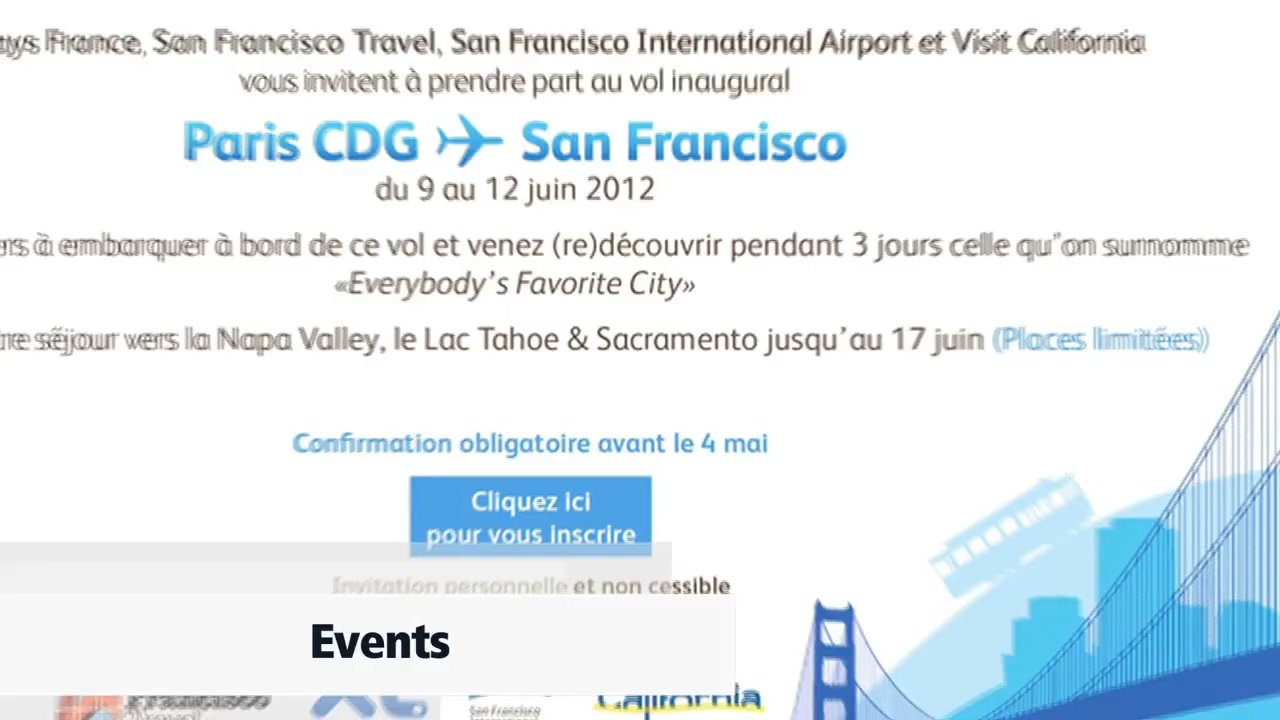 France, San Francisco Travel, San Francisco International Airport et Visit California
vous invitent à prendre part au vol inaugural
Paris CDG San Francisco
du 9 au 12 juin 2012
à embarquer à bord de ce vol et venez (re)découvrir pendant 3 jours celle qu'on surnomme
«Everybody's Favorite City»
séjour vers la Napa Valley, le Lac Tahoe & Sacramento jusqu'au 17 juin (Places limitées)
Confirmation obligatoire avant le 4 mai
Cliquez ici
pour vous inscrire
Invitation personnelle et non cessible
Events
Francisco
California
San Francisco